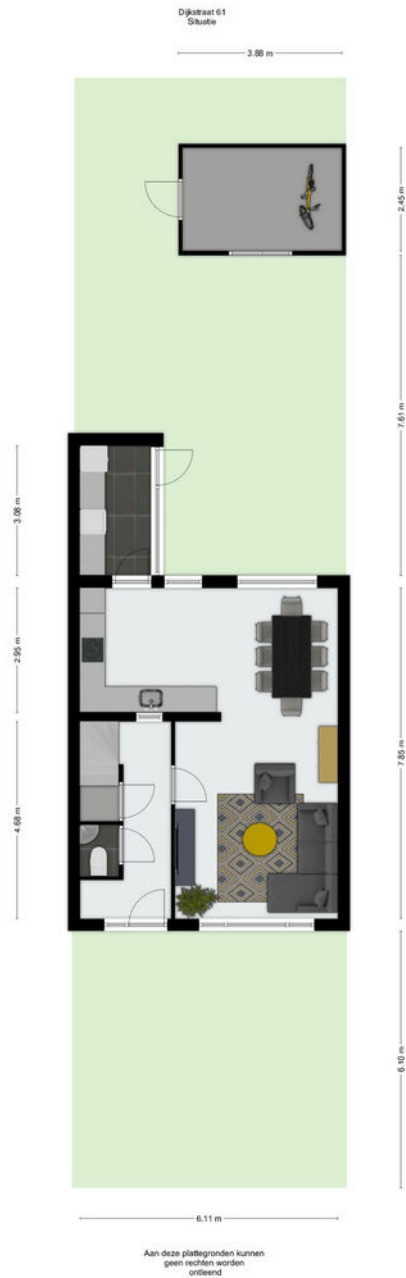 Dijkstraat 61
Situatie
3.88 m
2.45 m
7.61 m
3.08 m
2.95 m
7.85 m
4.68 m
6.10 m
6.11 m
Aan deze plattegronden kunnen
geen rechten worden
ontleend